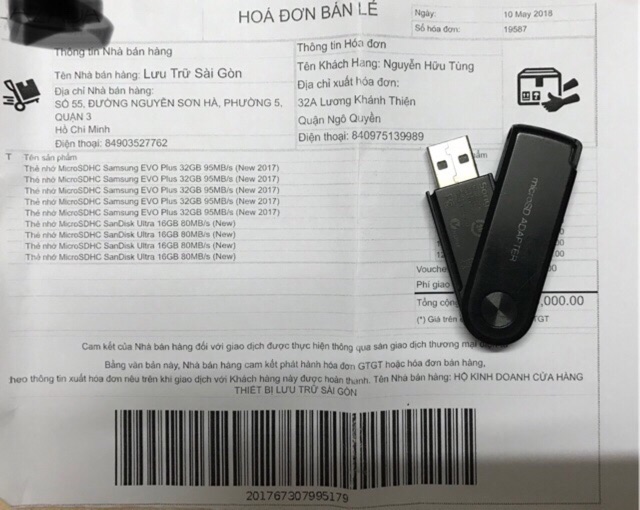 HOÁ ĐƠN BÁN LẺ
Ngày: 10 May 2018
Số hóa đơn: 19587
Thông tin Nhà bán hàng
Tên Nhà bán hàng: Lưu Trữ Sài Gòn
Địa chỉ Nhà bán hàng:
SỐ 55, ĐƯỜNG NGUYỄN SƠN HÀ, PHƯỜNG 5,
QUẬN 3
Hồ Chí Minh
Điện thoại: 84903527762
Thông tin Hóa đơn
Tên Khách Hàng: Nguyễn Hữu Tùng
Địa chỉ xuất hóa đơn:
32A Lương Khánh Thiện
Quận Ngô Quyền
Điện thoại: 840975139989
T Tên sản phẩm
Thẻ nhớ MicroSDHC Samsung EVO Plus 32GB 95MB/s (New 2017)
Thẻ nhớ MicroSDHC Samsung EVO Plus 32GB 95MB/s (New 2017)
Thẻ nhớ MicroSDHC Samsung EVO Plus 32GB 95MB/s (New 2017)
Thẻ nhớ MicroSDHC Samsung EVO Plus 32GB 95MB/s (New 2017)
Thẻ nhớ MicroSDHC Samsung EVO Plus 32GB 95MB/s (New 2017)
Thẻ nhớ MicroSDHC SanDisk Ultra 16GB 80MB/s (New)
Thẻ nhớ MicroSDHC SanDisk Ultra 16GB 80MB/s (New)
Thẻ nhớ MicroSDHC SanDisk Ultra 16GB 80MB/s (New)
Thẻ nhớ MicroSDHC SanDisk Ultra 16GB 80MB/s (New)
microSD ADAPTER
Vouche
Phí giao
Tổng cộng ,000.00
(*) Giá trên GTGT
Cam kết của Nhà bán hàng đối với giao dịch được thực hiện thông qua sàn giao dịch thương mại
Bằng văn bản này, Nhà bán hàng cam kết phát hành hóa đơn GTGT hoặc hóa đơn bán hàng,
theo thông tin xuất hóa đơn nêu trên khi giao dịch với Khách hàng này được hoàn thành. Tên Nhà bán hàng: HỘ KINH DOANH CỬA HÀNG
THIẾT BỊ LƯU TRỮ SÀI GÒN
201767307995179